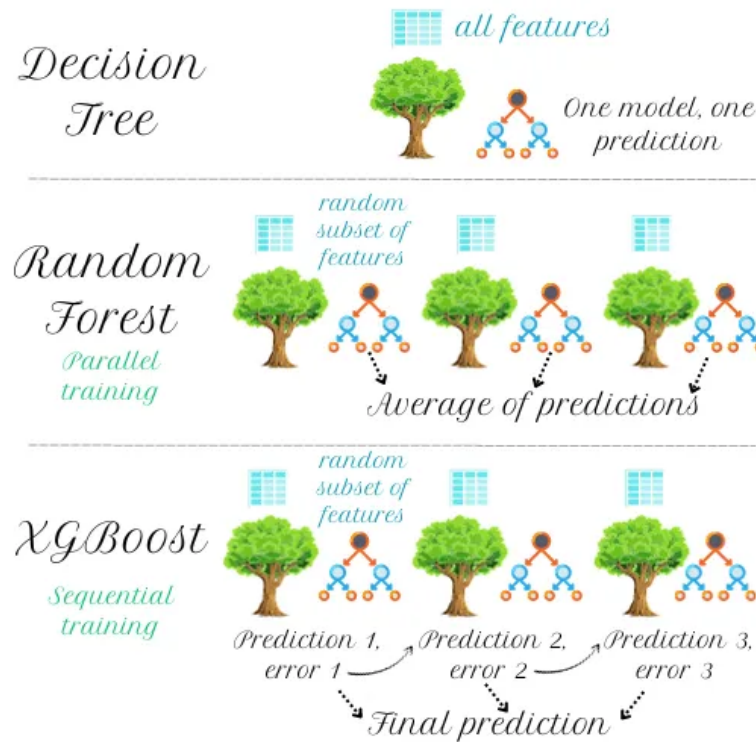 all features
Decision
Tree
One model, one
prediction
random
subset of
features
Random
Forest
Parallel
training
Average of predictions
random
subset of
features
XGBoost
Sequential
training
Prediction 1,
error 1
Prediction 2,
error 2
Prediction 3,
error 3
Final prediction